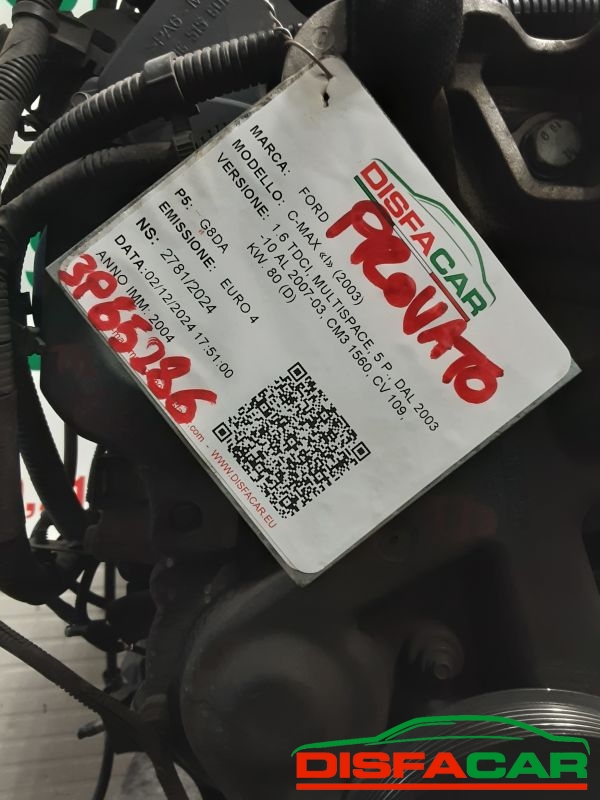 >PA6
DISFACAR
PROVATO
MARCA: FORD
MODELLO: C-MAX «I» (2003)
VERSIONE: 1.6 TDCI, MULTISPACE, 5 P., DAL 2003
-10 AL 2007-03, CM3 1560, CV 109,
KW. 80 (D)
P5: G8DA
EMISSIONE: EURO 4
NS: 2781/2024
DATA:02/12/2024 17:51:00
ANNO IMM: 2004
3P65286
.com - WWW.DISFACAR.EU
DISFACAR